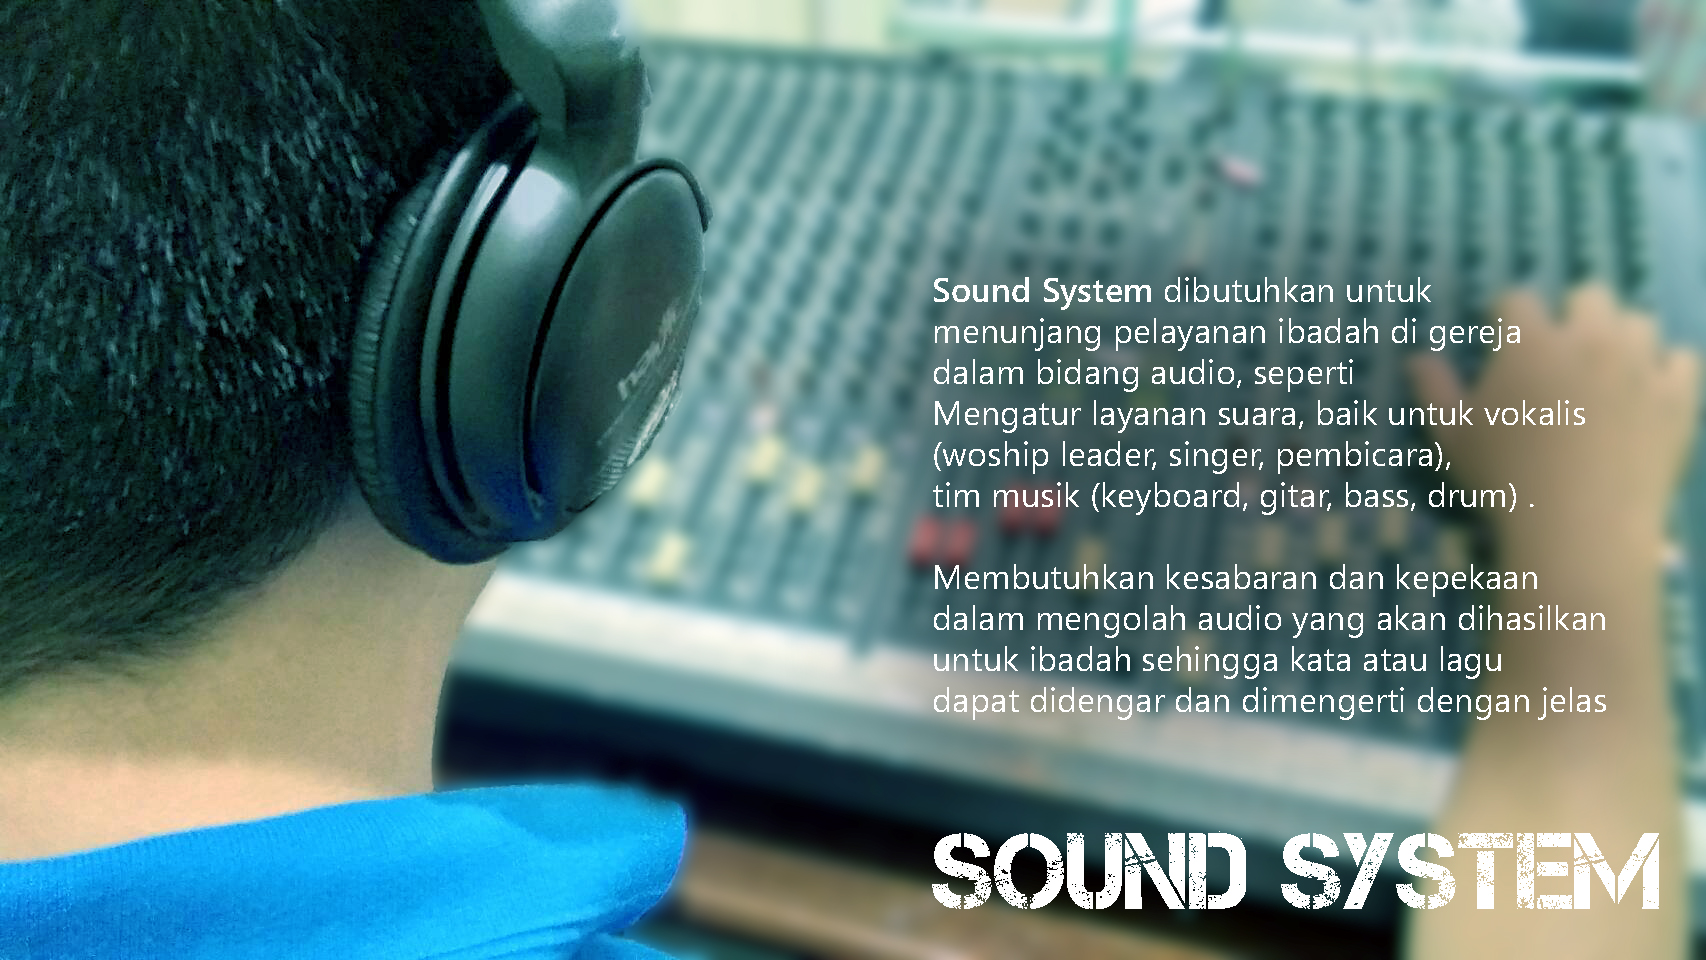 Sound System dibutuhkan untuk
menunjang pelayanan ibadah di gereja
dalam bidang audio, seperti
Mengatur layanan suara, baik untuk vokalis
(woship leader, singer, pembicara),
tim musik (keyboard, gitar, bass, drum) .
Membutuhkan kesabaran dan kepekaan
dalam mengolah audio yang akan dihasilkan
untuk ibadah sehingga kata atau lagu
dapat didengar dan dimengerti dengan jelas
SOUND SYSTEM